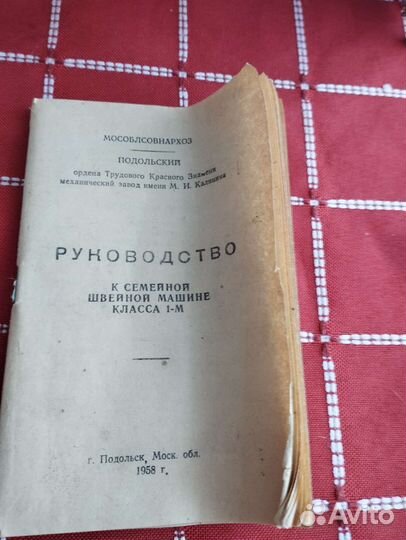 МОСОБЛСОВНАРХОЗ
ПОДОЛЬСКИЙ
ордена Трудового Красного Знамени
механический завод имени М. И. Калинина
РУКОВОДСТВО
К СЕМЕЙНОЙ
ШВЕЙНОЙ МАШИНЕ
КЛАССА 1-М
г. Подольск, Моск. обл.
1958 г.
Avito